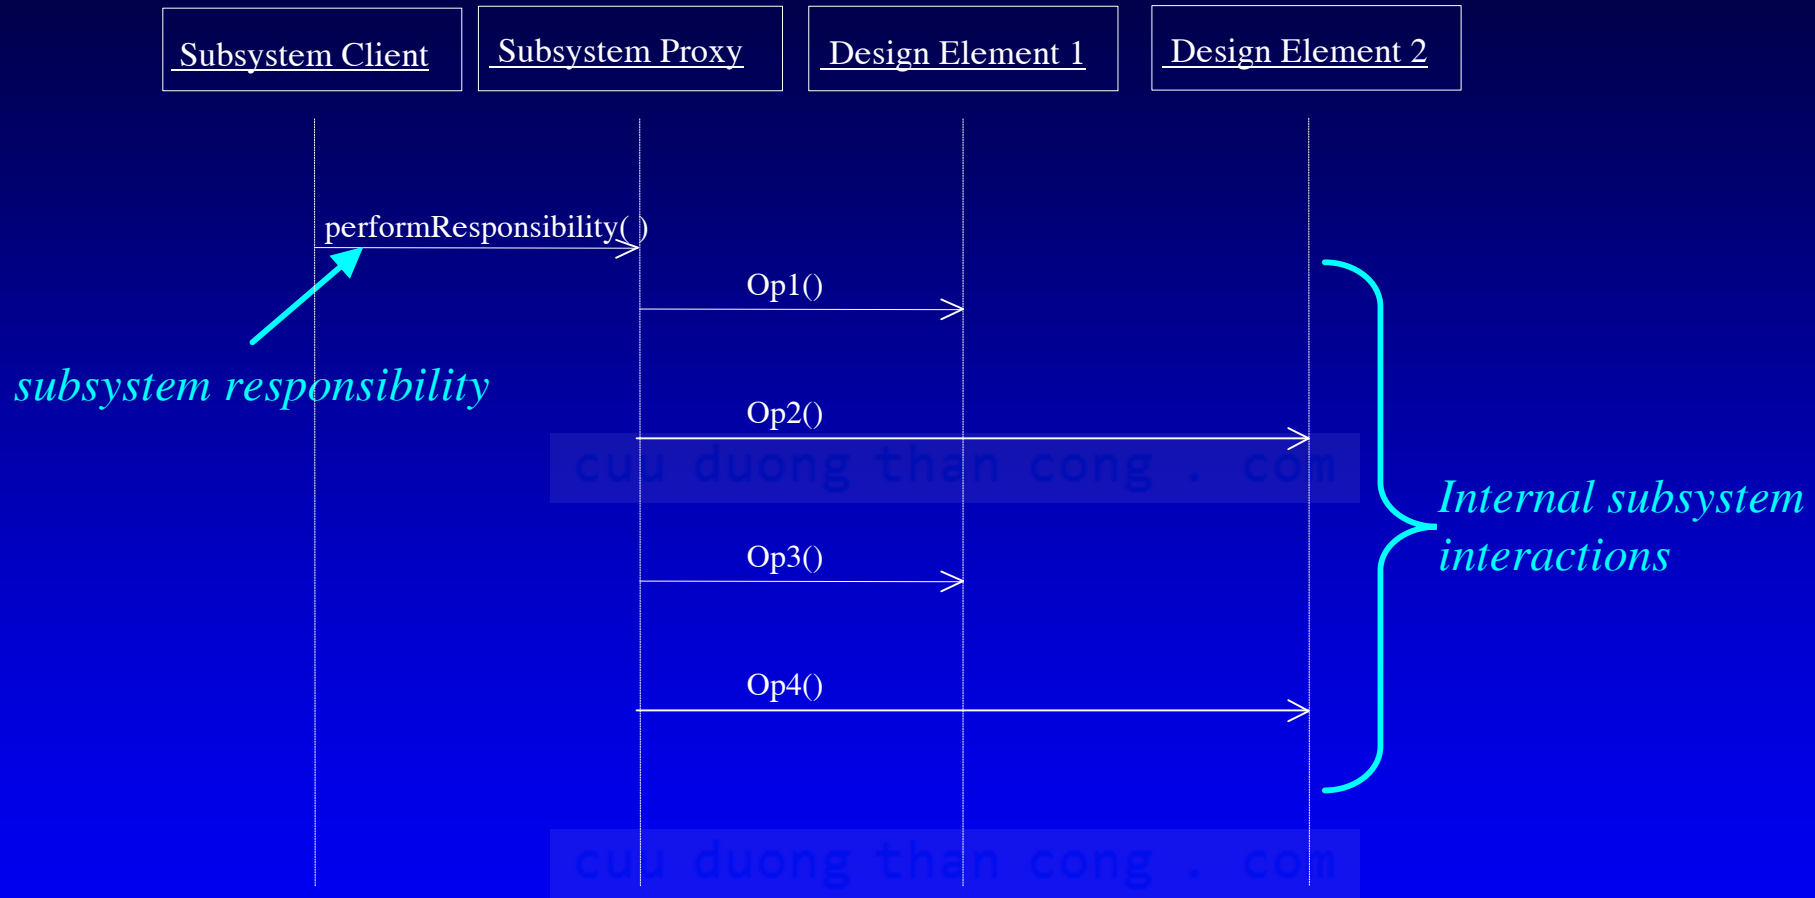 Subsystem Client
Subsystem Proxy
Design Element 1
Design Element 2
performResponsibility( )
Op1()
subsystem responsibility
Op2()
cuu duong than cong . com
Internal subsystem
interactions
Op3()
Op4()
cuu duong than cong . com